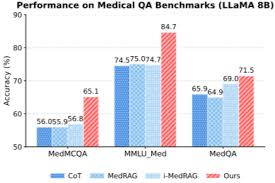 Performance on Medical QA Benchmarks (LLaMA 8B)
90
80
70
60
50
Accuracy (%)
56.0 55.9 56.8 65.1
74.5 75.0 74.7 84.7
65.9 64.9 69.0 71.5
MedMCQA MMLU_Med MedQA
CoT MedRAG i-MedRAG Ours